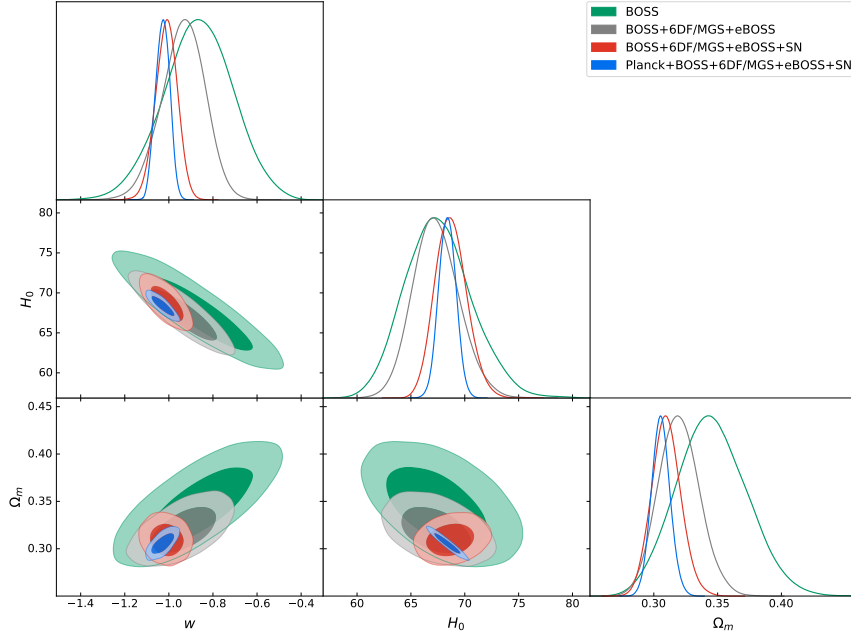 BOSS
BOSS+6DF/MGS+eBOSS
BOSS+6DF/MGS+eBOSS+SN
Planck+BOSS+6DF/MGS+eBOSS+SN
80
75
70
65
60
H₀
0.45
0.40
0.35
0.30
Ωₘ
−1.4 −1.2 −1.0 −0.8 −0.6 −0.4
60 65 70 75 80
0.30 0.35 0.40
w
H₀
Ωₘ